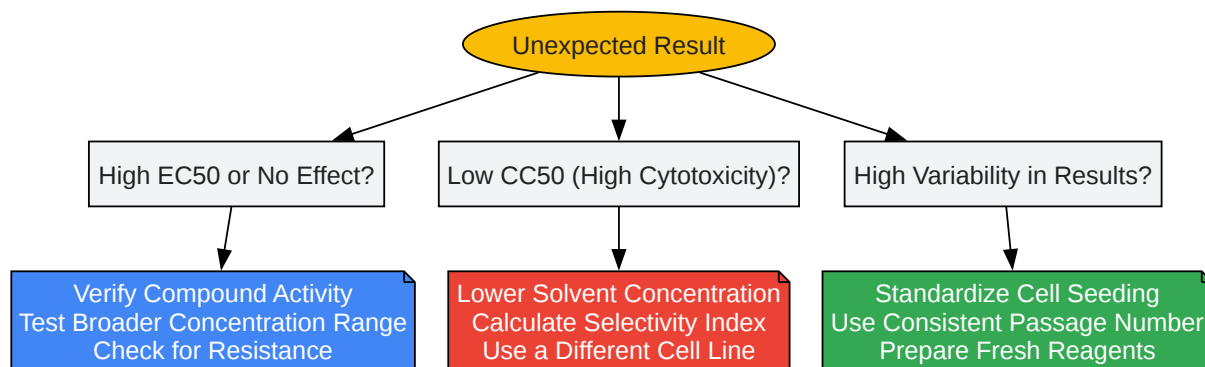 Unexpected Result
High EC50 or No Effect?
Low CC50 (High Cytotoxicity)?
High Variability in Results?
Verify Compound Activity
Test Broader Concentration Range
Check for Resistance
Lower Solvent Concentration
Calculate Selectivity Index
Use a Different Cell Line
Standardize Cell Seeding
Use Consistent Passage Number
Prepare Fresh Reagents